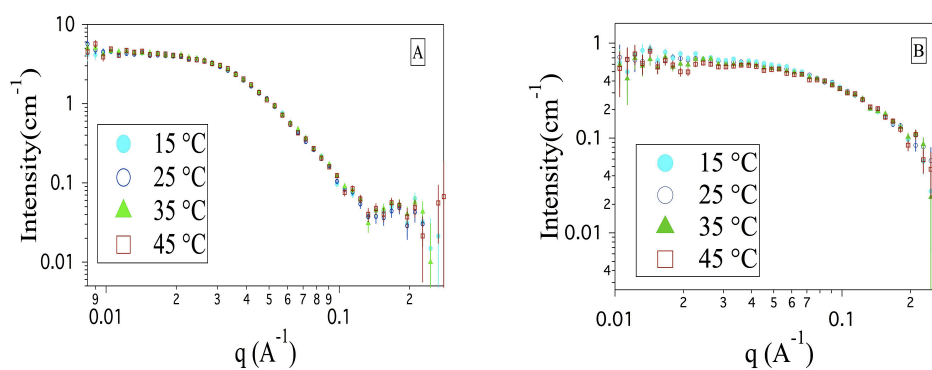 A
10
1
0.1
0.01
Intensity(cm⁻¹)
15 °C
25 °C
35 °C
45 °C
9 2 3 4 5 6 7 8 9 2
0.01 0.1
q (A⁻¹)
B
1
4
2
0.1
4
2
0.01
4
Intensity(cm⁻¹)
15 °C
25 °C
35 °C
45 °C
2 3 4 5 6 7 2
0.01 0.1
q (A⁻¹)